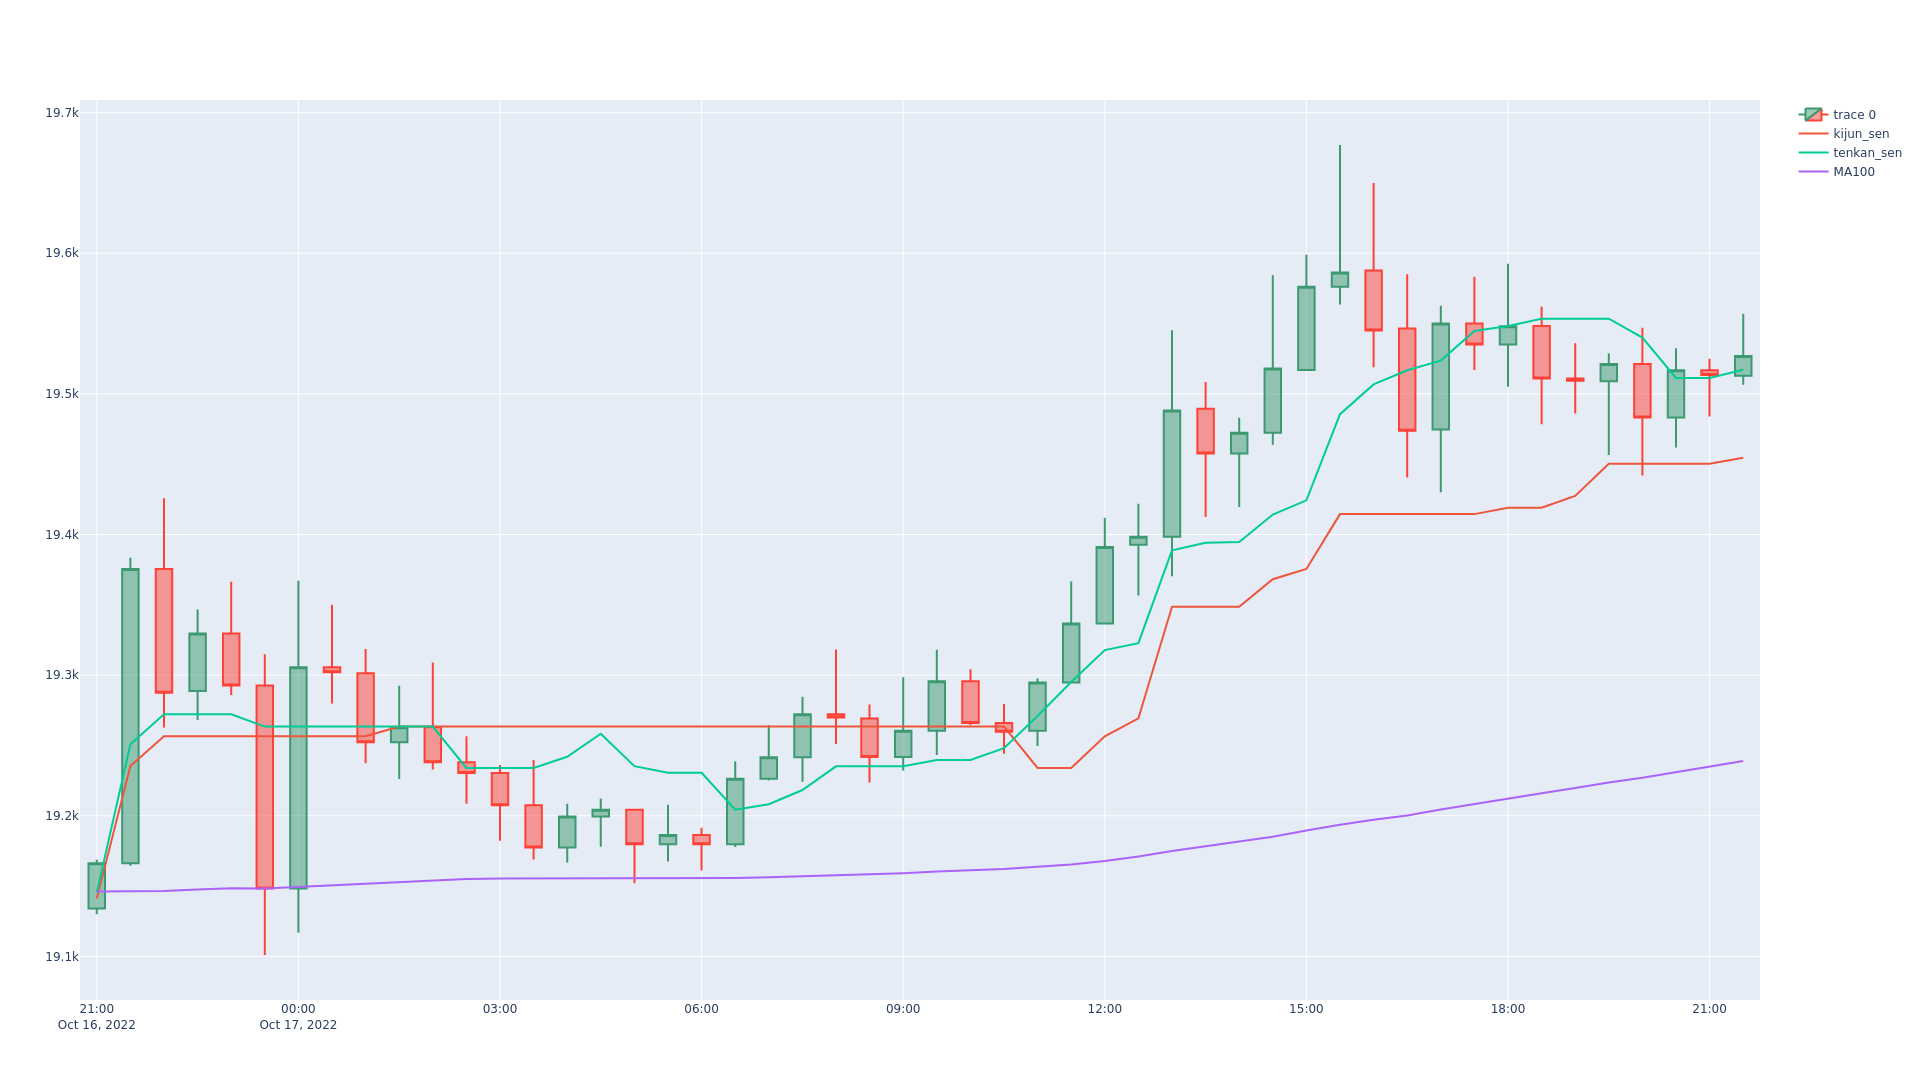 19.7k
19.6k
19.5k
19.4k
19.3k
19.2k
19.1k
21:00
Oct 16, 2022
00:00
Oct 17, 2022
03:00
06:00
09:00
12:00
15:00
18:00
21:00
trace 0
kijun_sen
tenkan_sen
MA100